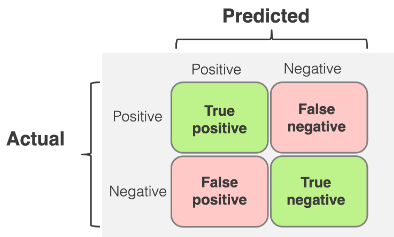 Predicted
Positive Negative
Actual
Positive
True
positive
False
negative
Negative
False
positive
True
negative